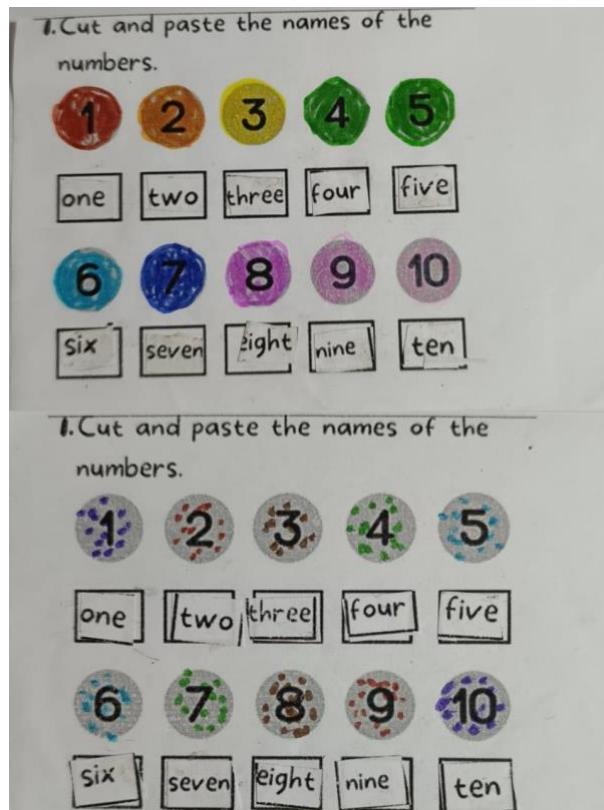 1. Cut and paste the names of the
numbers.
1 2 3 4 5
one two three four five
6 7 8 9 10
six seven eight nine ten
1. Cut and paste the names of the
numbers.
1 2 3 4 5
one two three four five
6 7 8 9 10
six seven eight nine ten